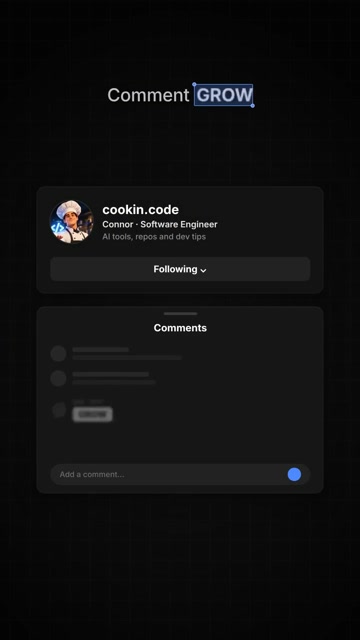 Comment GROW
cookin.code
Connor · Software Engineer
AI tools, repos and dev tips
Following
Comments
GROW
Add a comment...